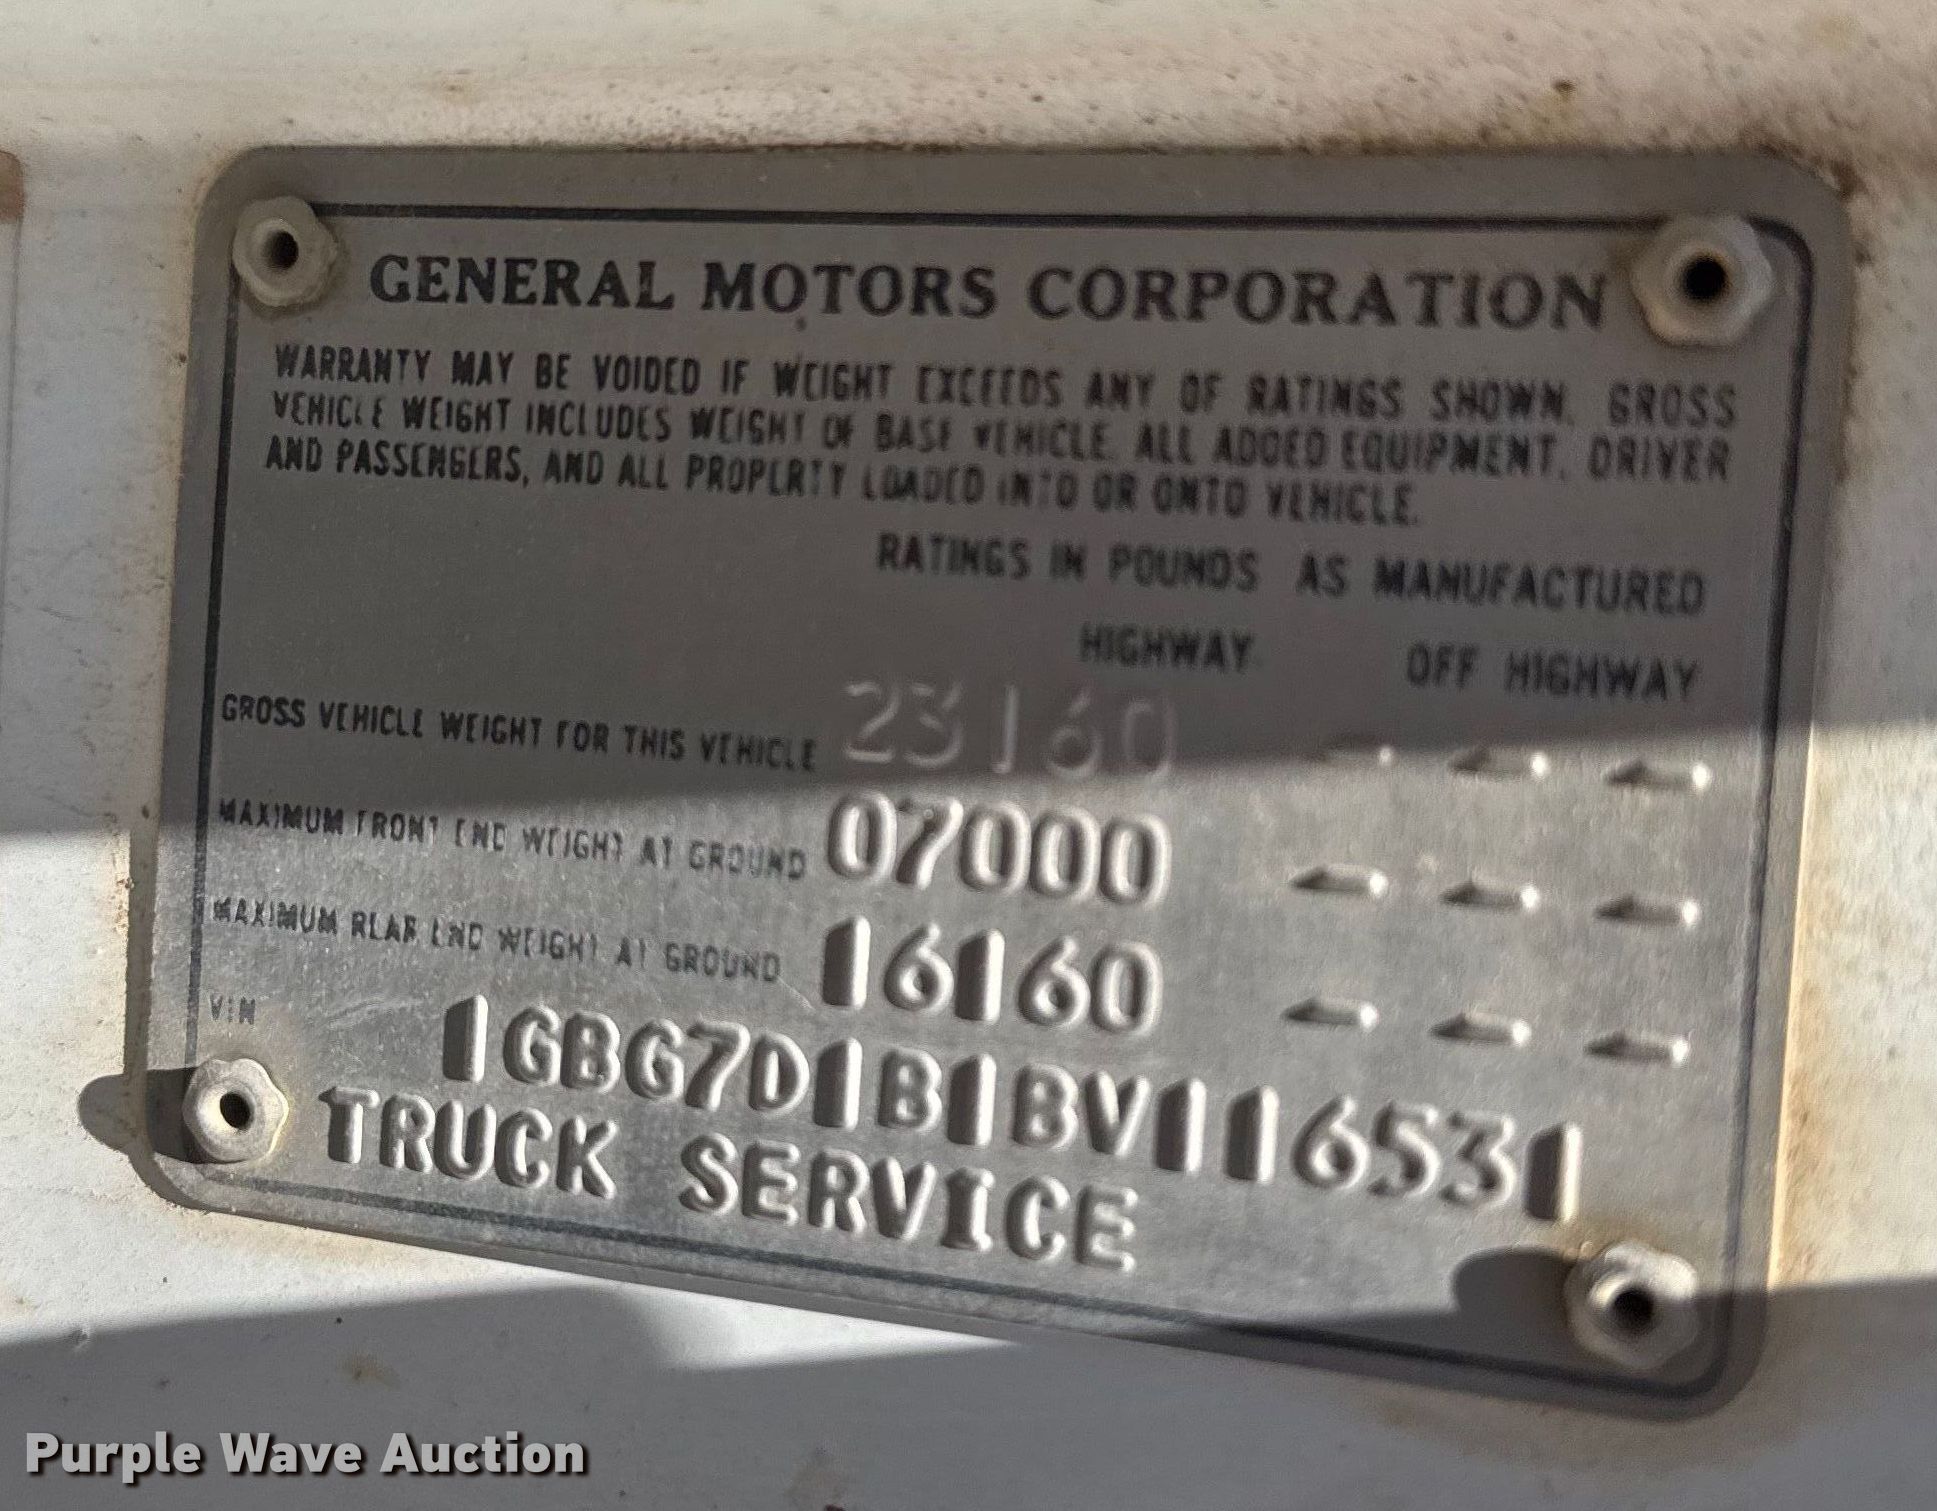 GENERAL MOTORS CORPORATION
WARRANTY MAY BE VOIDED IF WEIGHT EXCEEDS ANY OF RATINGS SHOWN. GROSS
VEHICLE WEIGHT INCLUDES WEIGHT OF BASE VEHICLE. ALL ADDED EQUIPMENT, DRIVER
AND PASSENGERS, AND ALL PROPERTY LOADED INTO OR ONTO VEHICLE.
RATINGS IN POUNDS AS MANUFACTURED
HIGHWAY OFF HIGHWAY
GROSS VEHICLE WEIGHT FOR THIS VEHICLE 23160 - - -
MAXIMUM FRONT END WEIGHT AT GROUND 07000 - - -
MAXIMUM REAR END WEIGHT AT GROUND 16160 - - -
VIN 1GBG7D1B1BV116531
TRUCK SERVICE
Purple Wave Auction